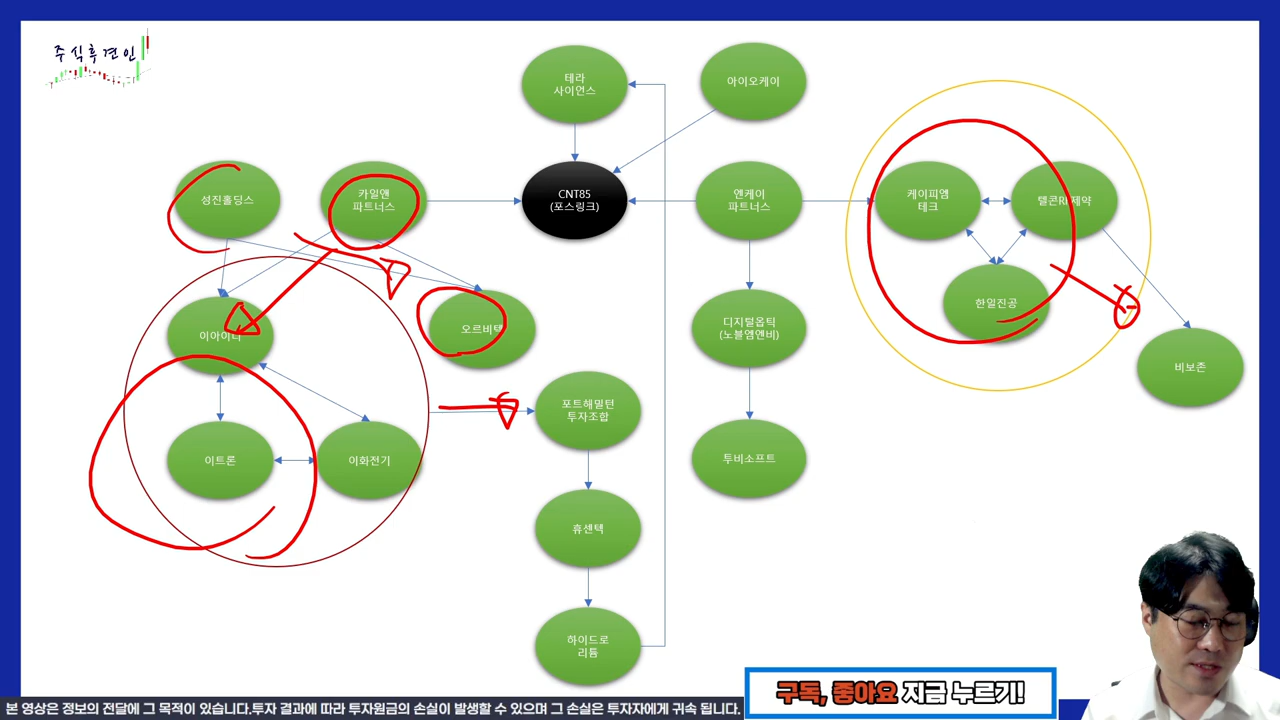 주식후견인
테라
사이언스
아이오케이
성진홀딩스
카일앤
파트너스
CNT85
(포스링크)
엔케이
파트너스
케이피엠
테크
텔콘RF제약
한일진공
이아이디
오르비텍
디지털옵틱
(노블엠앤비)
비보존
포트해밀턴
투자조합
이트론
이화전기
투비소프트
휴센텍
하이드로
리튬
구독, 좋아요 지금 누르기!
본 영상은 정보의 전달에 그 목적이 있습니다.투자 결과에 따라 투자원금의 손실이 발생할 수 있으며 그 손실은 투자자에게 귀속 됩니다.